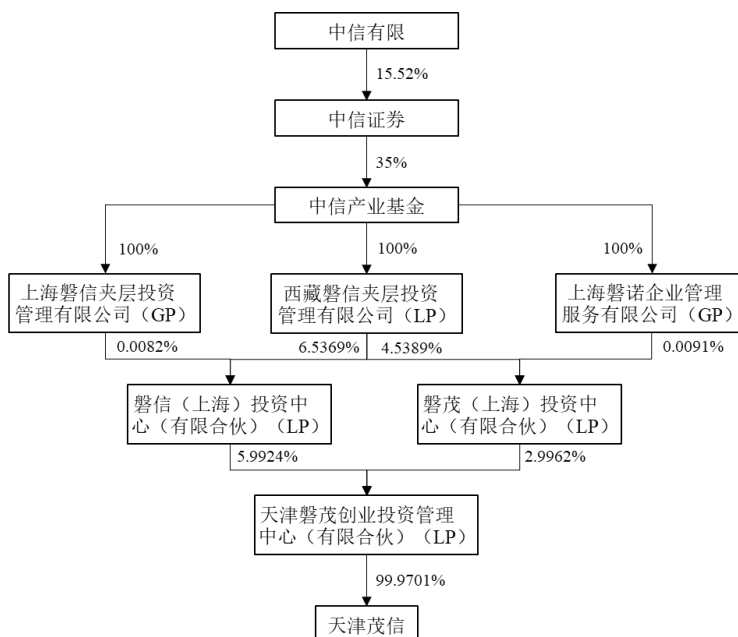 中信有限
15.52%
中信证券
35%
中信产业基金
100%
100%
100%
上海磐信夹层投资
管理有限公司（GP）
西藏磐信夹层投资
管理有限公司（LP）
上海磐诺企业管理
服务有限公司（GP）
0.0082%
6.5369%
4.5389%
0.0091%
磐信（上海）投资中
心（有限合伙）（LP）
磐茂（上海）投资中
心（有限合伙）（LP）
5.9924%
2.9962%
天津磐茂创业投资管理
中心（有限合伙）（LP）
99.9701%
天津茂信